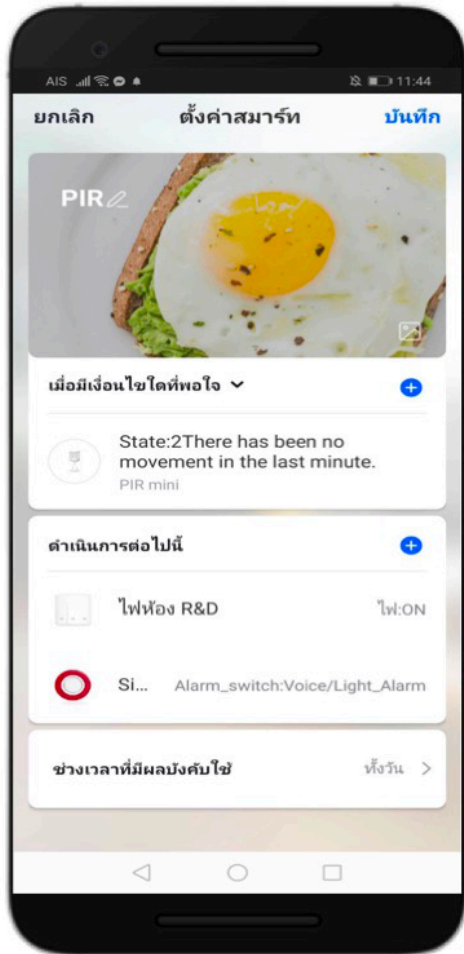 AIS 11:44
ยกเลิก ตั้งค่าสมาร์ท บันทึก
PIR
เมื่อมีเงื่อนไขใดที่พอใจ
State:2There has been no
movement in the last minute.
PIR mini
ดำเนินการต่อไปนี้
ไฟห้อง R&D ไฟ:ON
Si... Alarm_switch:Voice/Light_Alarm
ช่วงเวลาที่มีผลบังคับใช้ ทั้งวัน >